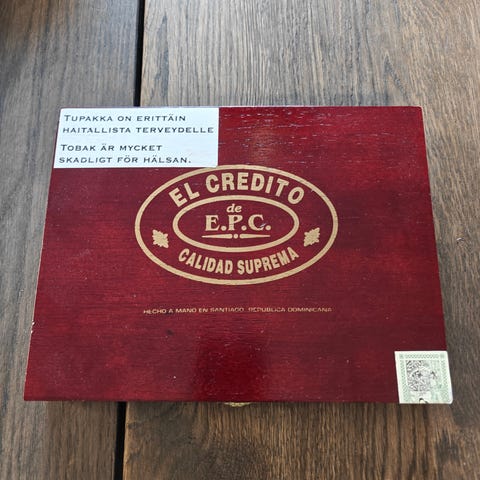 TUPAKKA ON ERITTÄIN
HAITALLISTA TERVEYDELLE
TOBAK ÄR MYCKET
SKADLIGT FÖR HÄLSAN.
EL CREDITO
de
E.P.C.
CALIDAD SUPREMA
HECHO A MANO EN SANTIAGO, REPUBLICA DOMINICANA